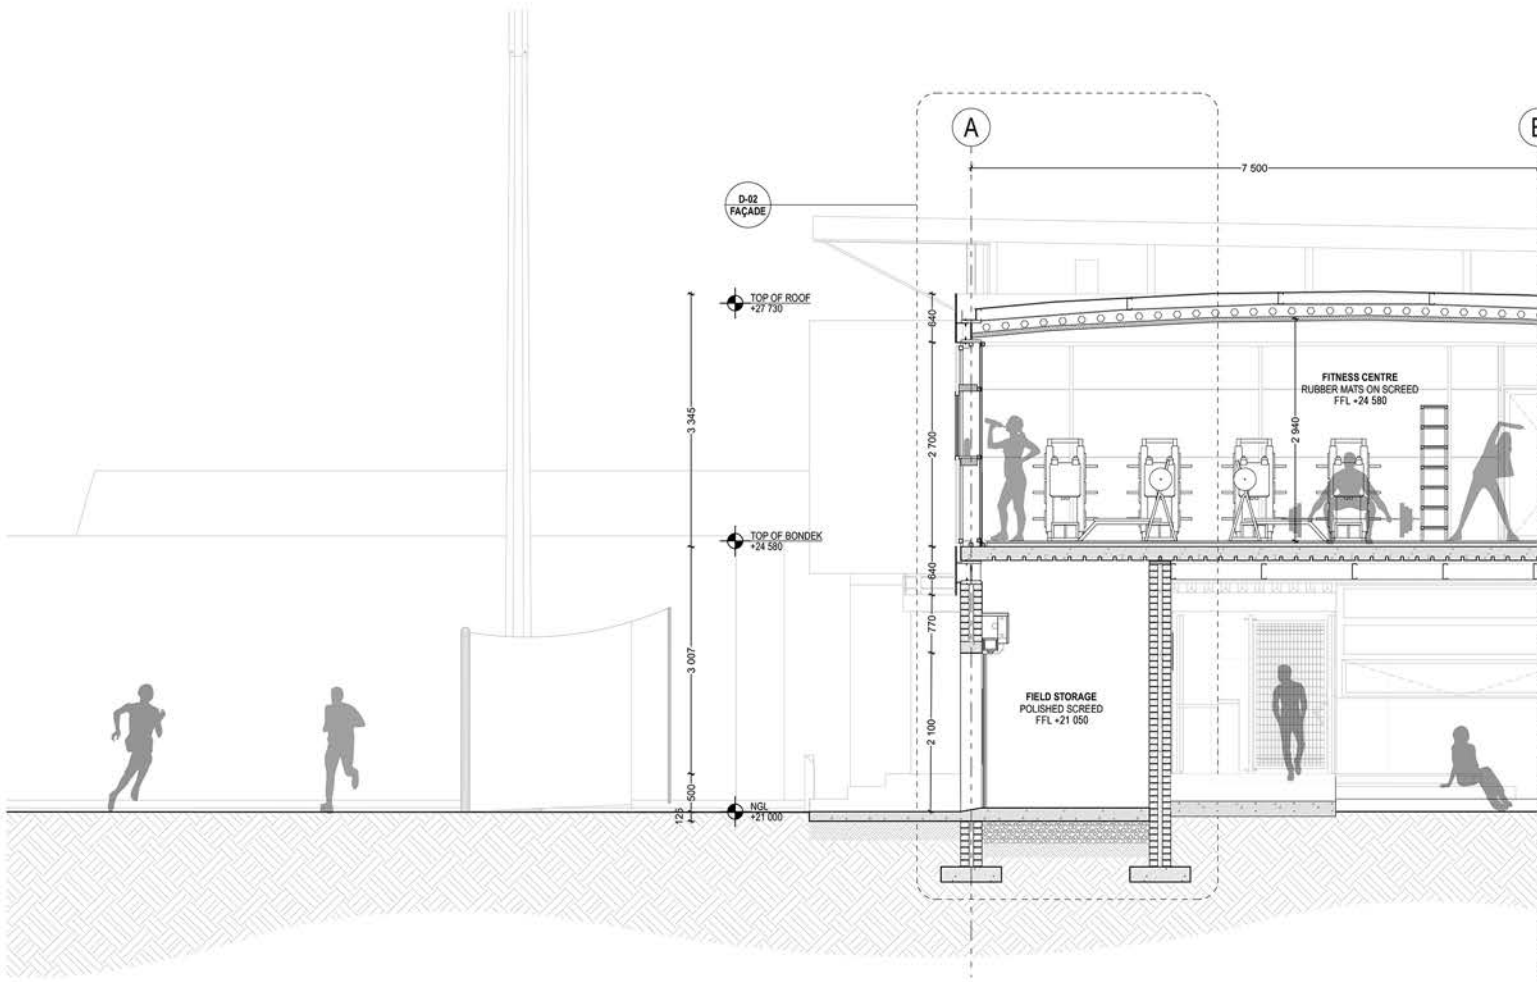 A
7 500
D-02
FAÇADE
TOP OF ROOF
+27 730
640
FITNESS CENTRE
RUBBER MATS ON SCREED
FFL +24 580
3 345
2 700
2 940
TOP OF BONDEK
+24 580
640
770
3 007
FIELD STORAGE
POLISHED SCREED
FFL +21 050
2 100
500
NGL
+21 000
125